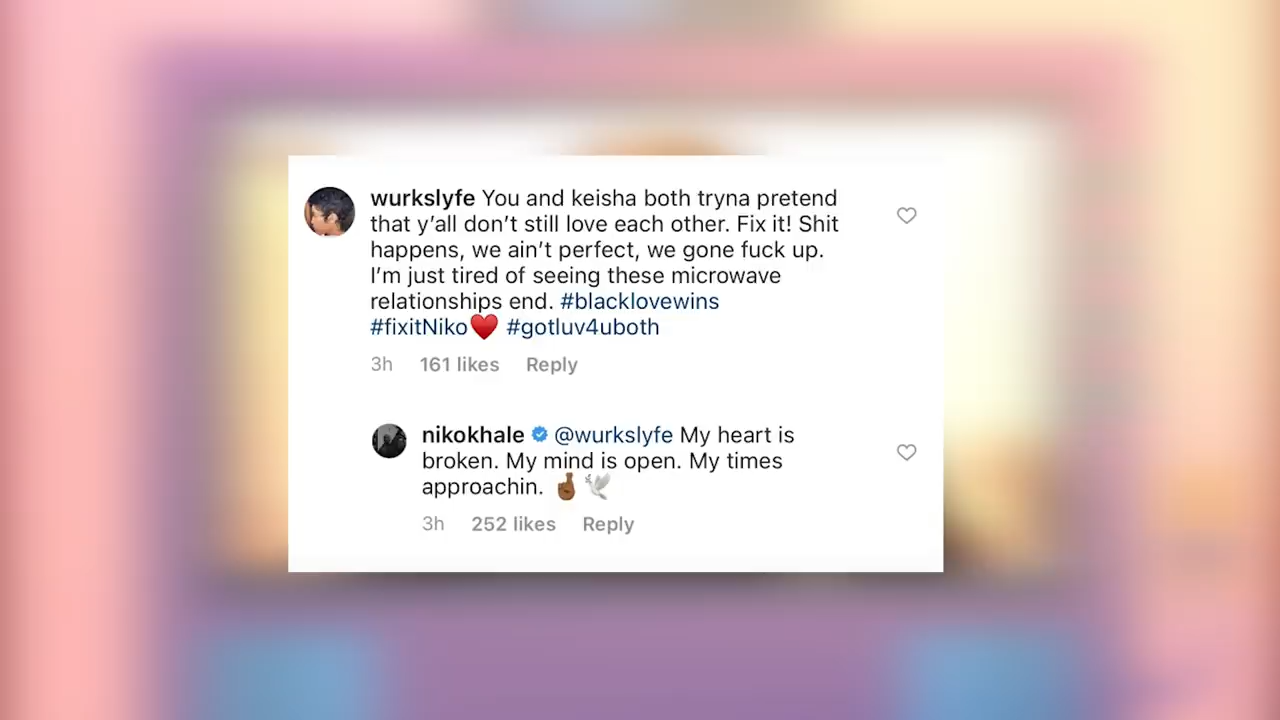 wurkslyfe You and keisha both tryna pretend
that y’all don’t still love each other. Fix it! Shit
happens, we ain’t perfect, we gone fuck up.
I’m just tired of seeing these microwave
relationships end. #blacklovewins
#fixitNiko❤️ #gotluv4uboth
3h 161 likes Reply
nikokhale @wurkslyfe My heart is
broken. My mind is open. My times
approachin. 🤞🏾🕊️
3h 252 likes Reply